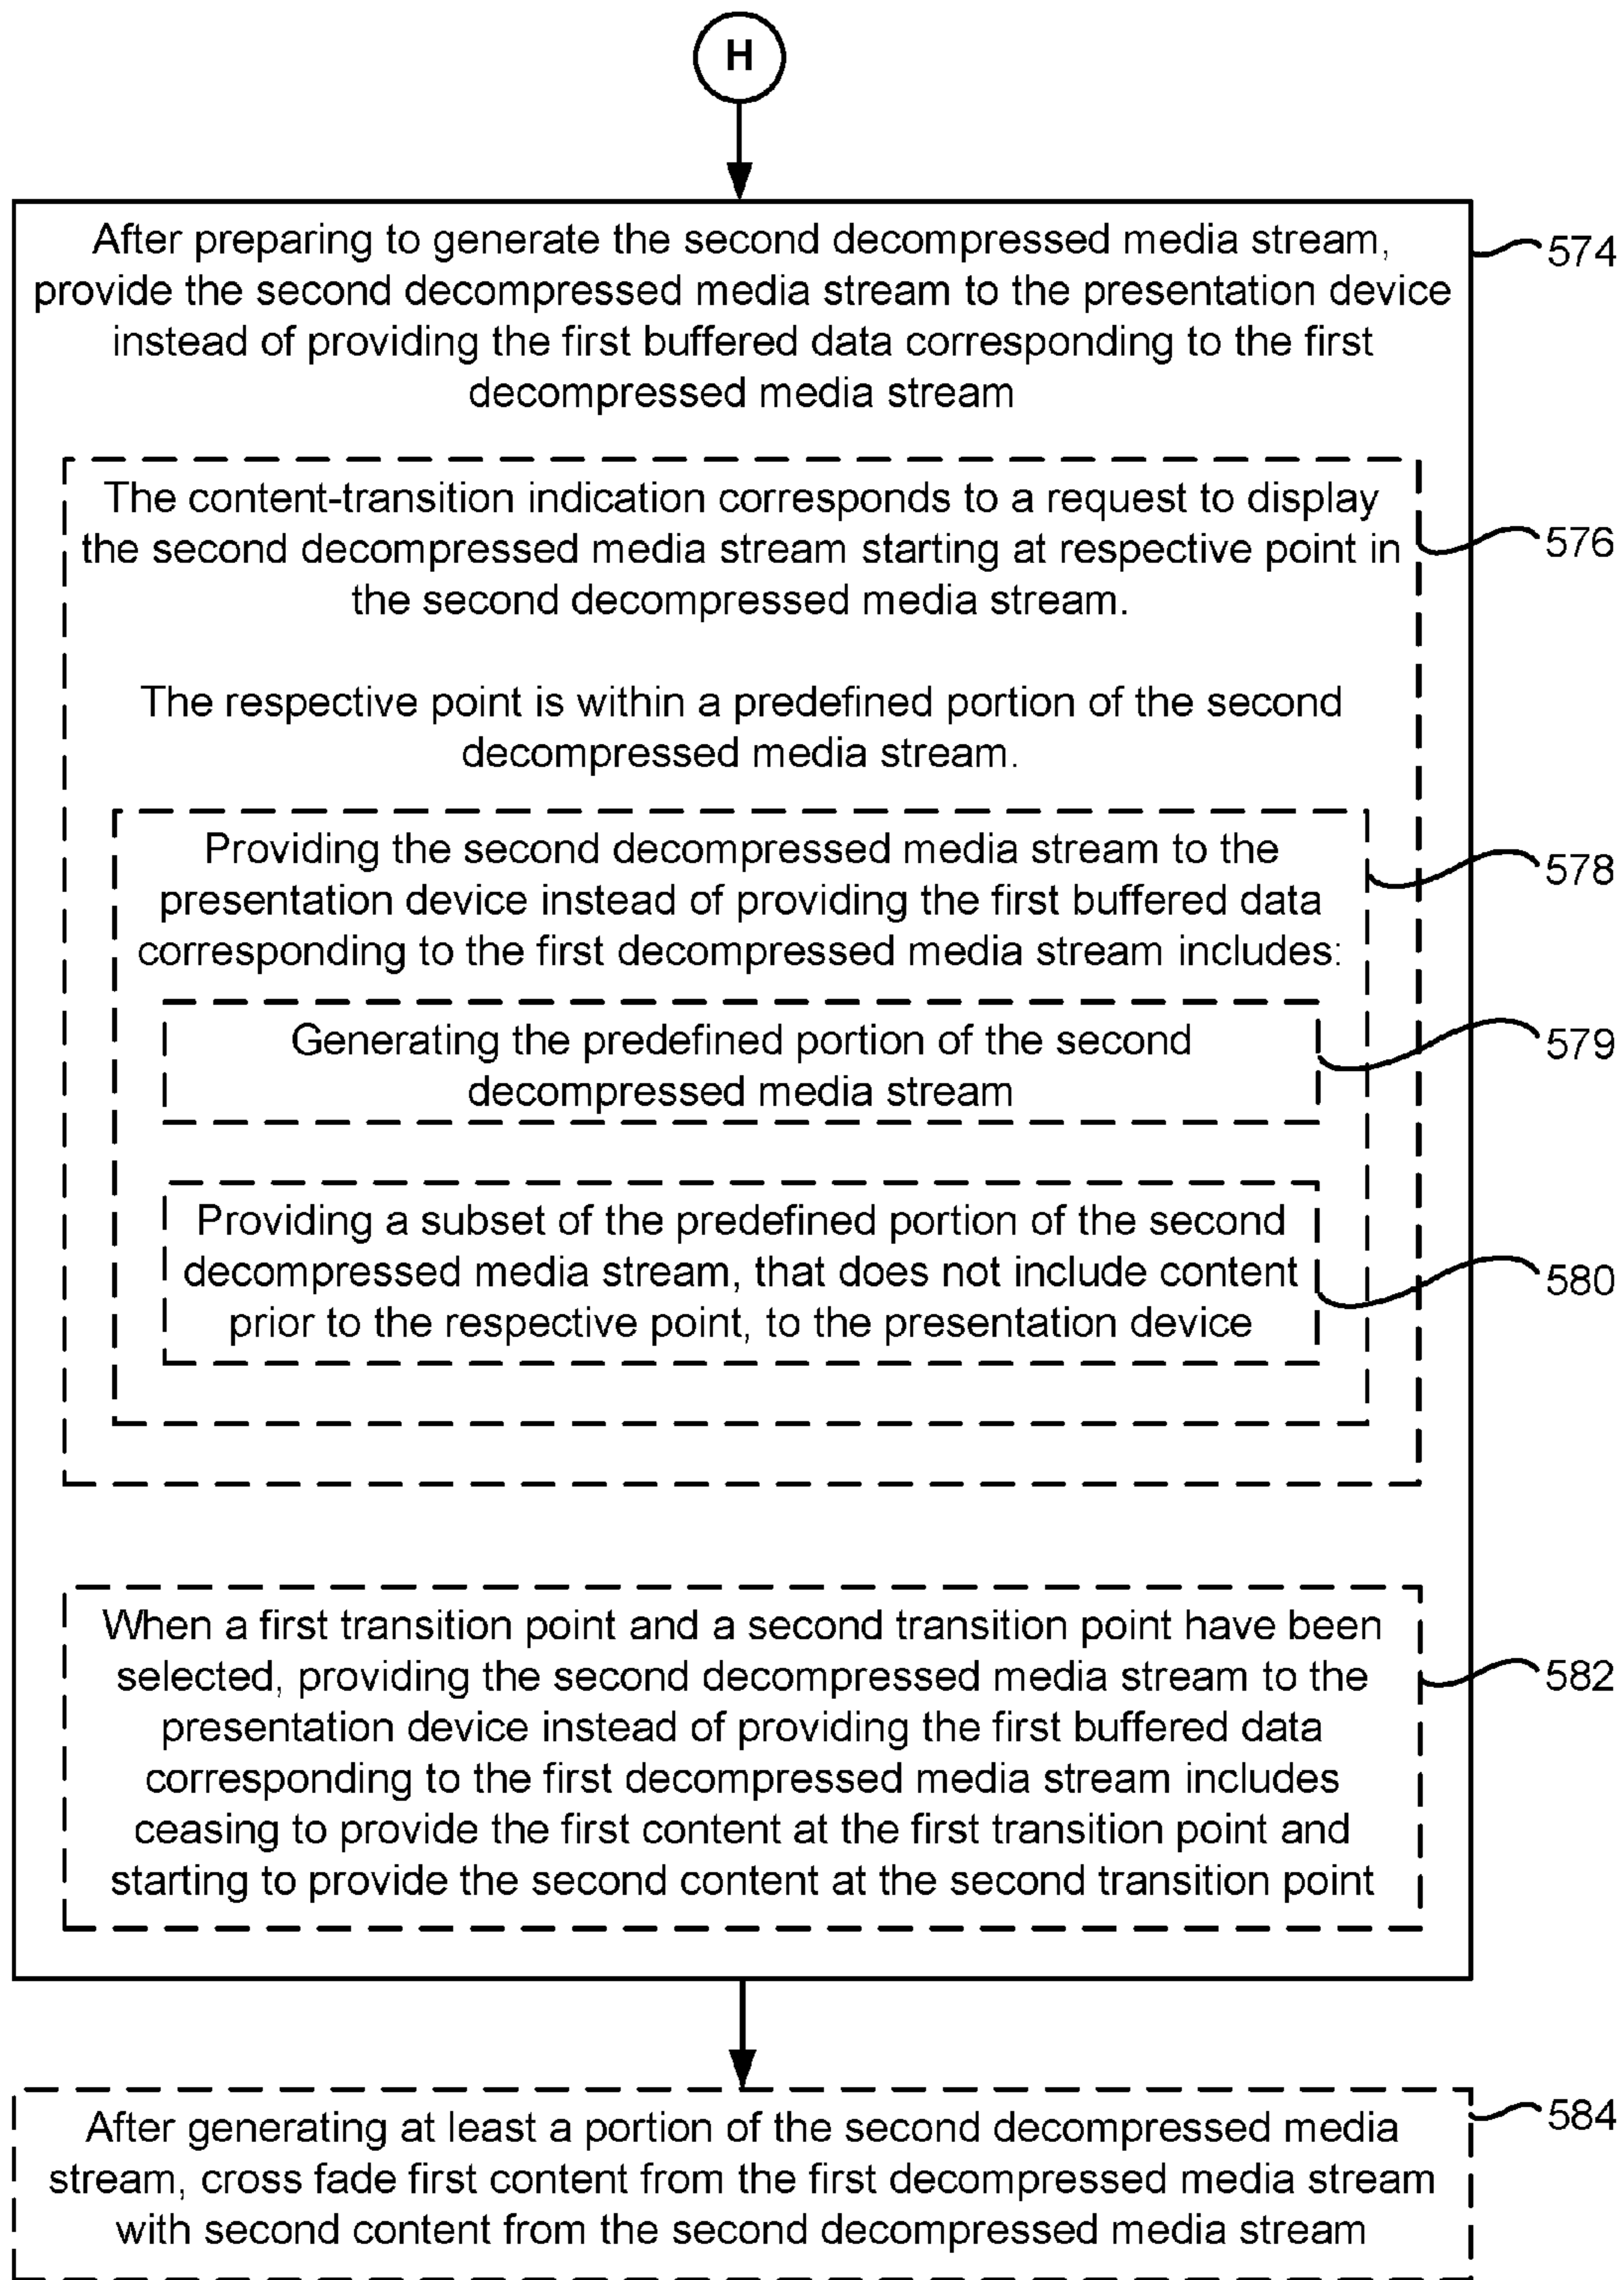 H
After preparing to generate the second decompressed media stream,
provide the second decompressed media stream to the presentation device
instead of providing the first buffered data corresponding to the first
decompressed media stream
574
The content-transition indication corresponds to a request to display
the second decompressed media stream starting at respective point in
the second decompressed media stream.
576
The respective point is within a predefined portion of the second
decompressed media stream.
Providing the second decompressed media stream to the
presentation device instead of providing the first buffered data
corresponding to the first decompressed media stream includes:
578
Generating the predefined portion of the second
decompressed media stream
579
Providing a subset of the predefined portion of the second
decompressed media stream, that does not include content
prior to the respective point, to the presentation device
580
When a first transition point and a second transition point have been
selected, providing the second decompressed media stream to the
presentation device instead of providing the first buffered data
corresponding to the first decompressed media stream includes
ceasing to provide the first content at the first transition point and
starting to provide the second content at the second transition point
582
After generating at least a portion of the second decompressed media
stream, cross fade first content from the first decompressed media stream
with second content from the second decompressed media stream
584